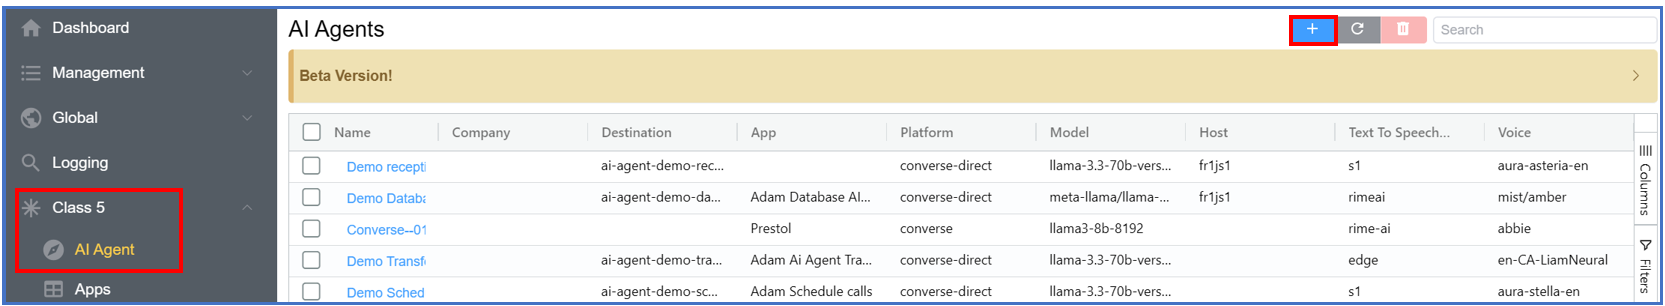 Dashboard
Management
Global
Logging
Class 5
AI Agent
Apps
AI Agents
Search
Beta Version!
Name Company Destination App Platform Model Host Text To Speech... Voice
Demo recepti ai-agent-demo-rec... converse-direct llama-3.3-70b-vers... fr1js1 s1 aura-asteria-en
Demo Databa ai-agent-demo-da... Adam Database AI... converse-direct meta-llama/llama-... fr1js1 rimeai mist/amber
Converse--01 Prestol converse llama3-8b-8192 rime-ai abbie
Demo Transf ai-agent-demo-tra... Adam Ai Agent Tra... converse-direct llama-3.3-70b-vers... edge en-CA-LiamNeural
Demo Sched ai-agent-demo-sc... Adam Schedule calls converse-direct llama-3.3-70b-vers... s1 aura-stella-en
Columns
Filters